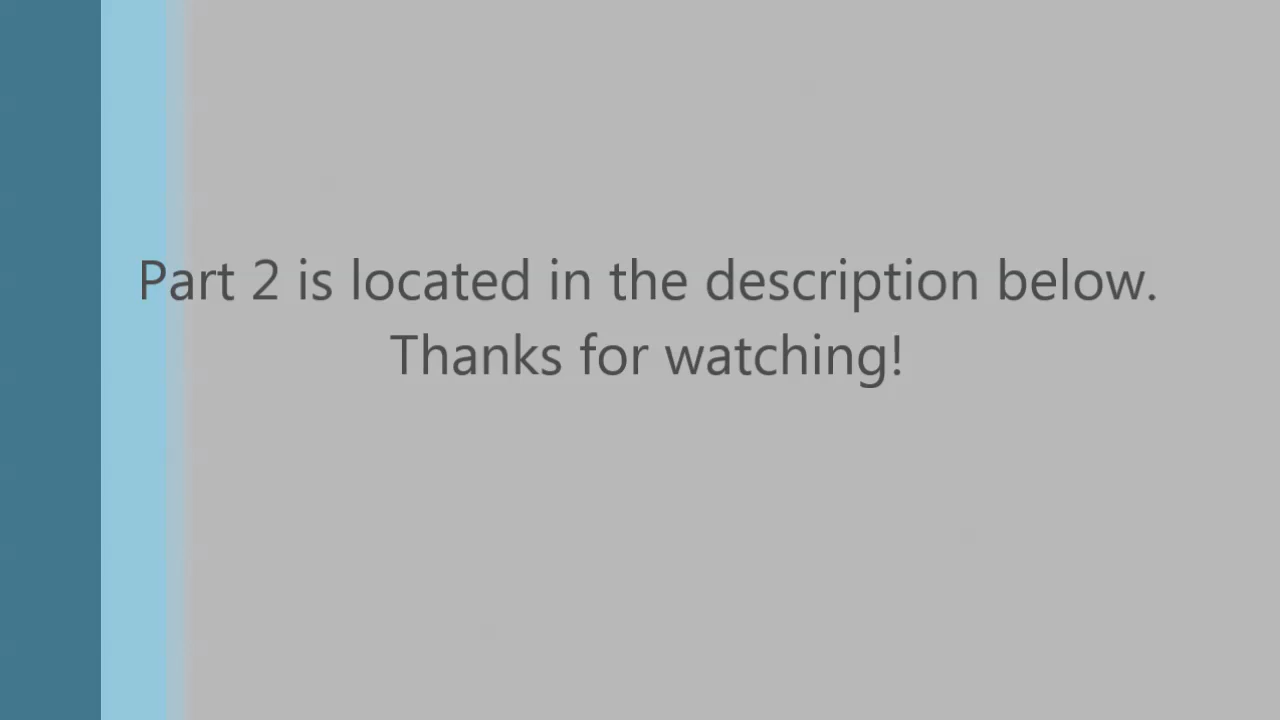 Part 2 is located in the description below.
Thanks for watching!